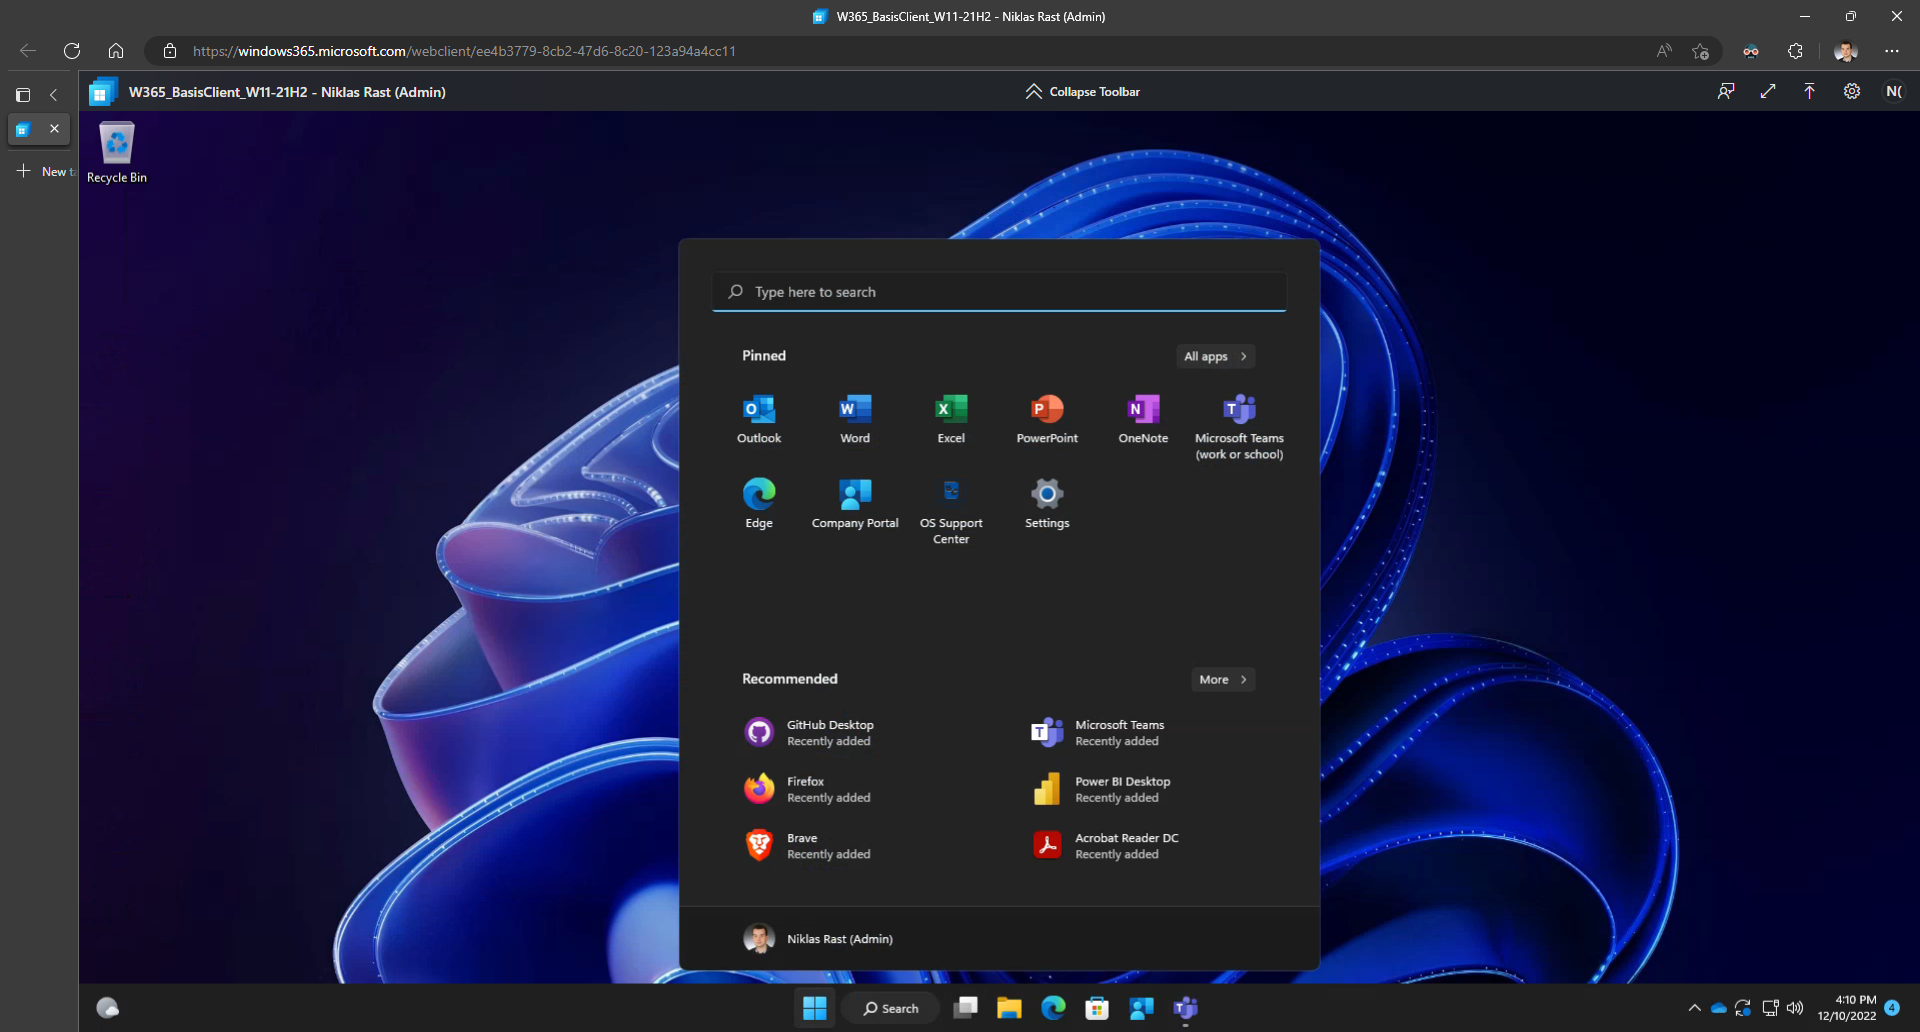 W365_BasisClient_W11-21H2 - Niklas Rast (Admin)
https://windows365.microsoft.com/webclient/ee4b3779-8cb2-47d6-8c20-123a94a4cc11
W365_BasisClient_W11-21H2 - Niklas Rast (Admin)
Collapse Toolbar
N(
New ta
Recycle Bin
Type here to search
Pinned
All apps
Outlook
Word
Excel
PowerPoint
OneNote
Microsoft Teams
(work or school)
Edge
Company Portal
OS Support
Center
Settings
Recommended
More
GitHub Desktop
Recently added
Microsoft Teams
Recently added
Firefox
Recently added
Power BI Desktop
Recently added
Brave
Recently added
Acrobat Reader DC
Recently added
Niklas Rast (Admin)
Search
4:10 PM
12/10/2022
4